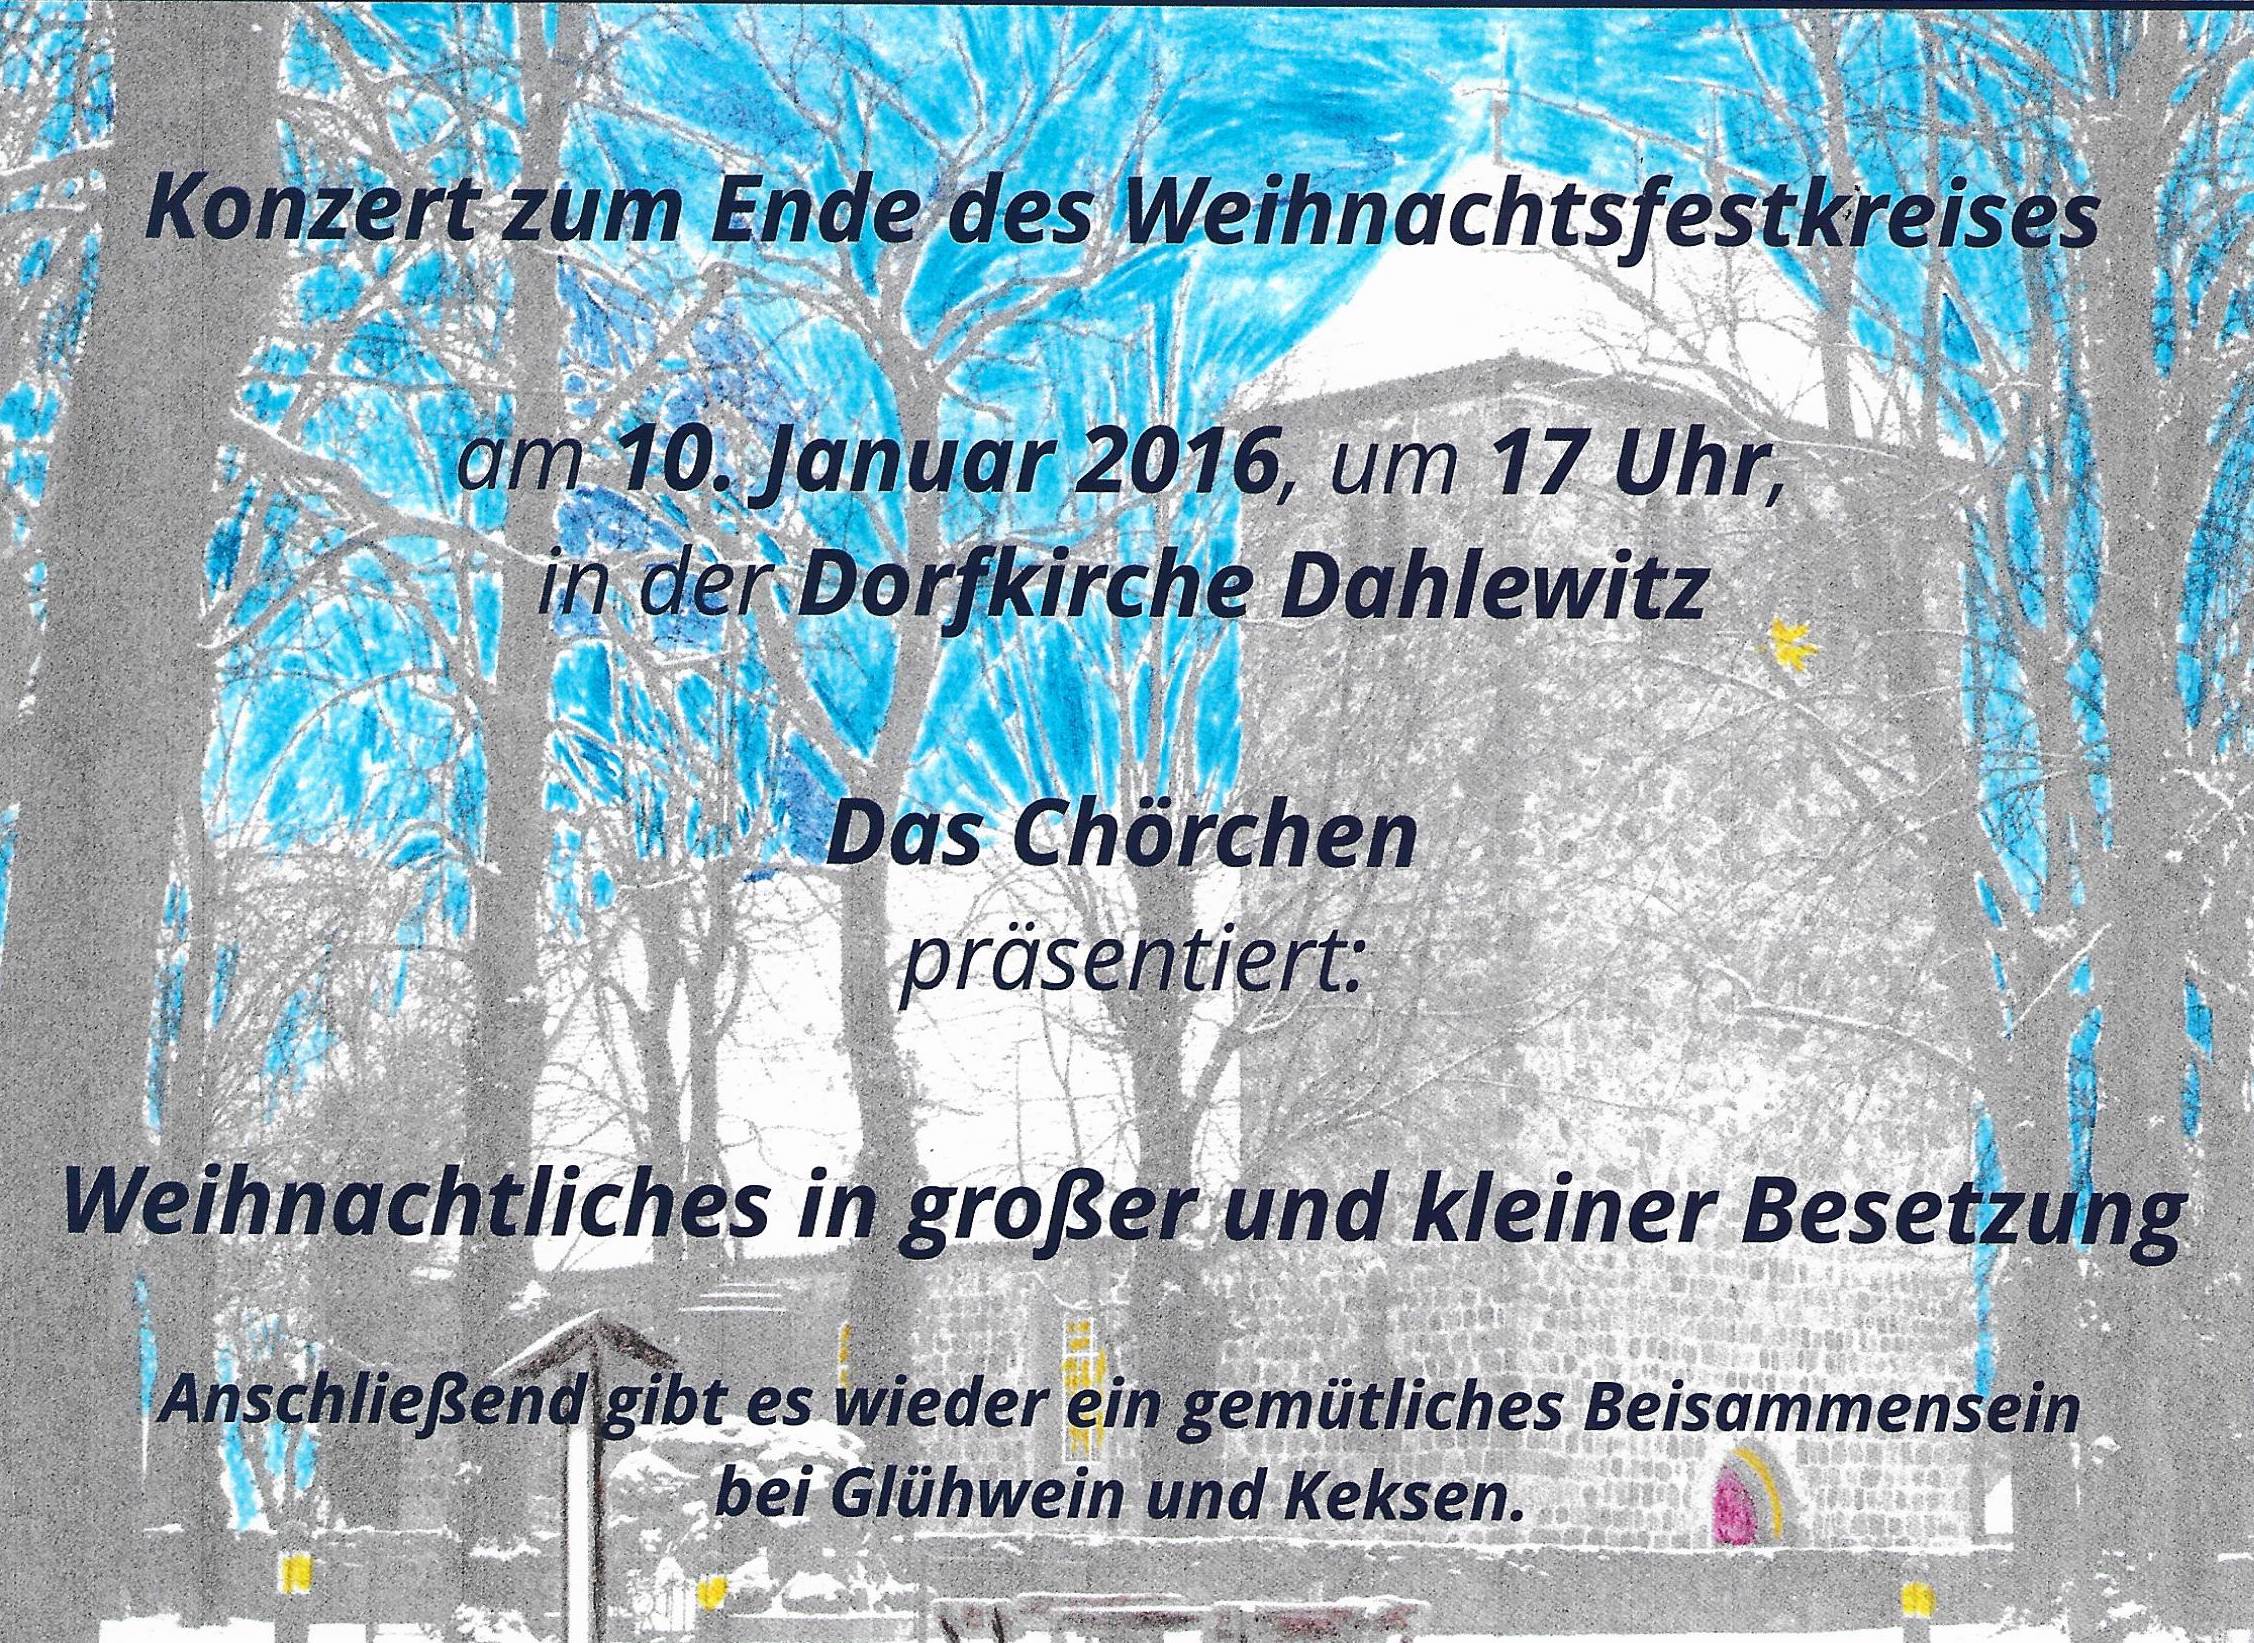 Konzert zum Ende des Weihnachtsfestkreises
am 10. Januar 2016, um 17 Uhr,
in der Dorfkirche Dahlewitz
Das Chörchen
präsentiert:
Weihnachtliches in großer und kleiner Besetzung
Anschließend gibt es wieder ein gemütliches Beisammensein
bei Glühwein und Keksen.